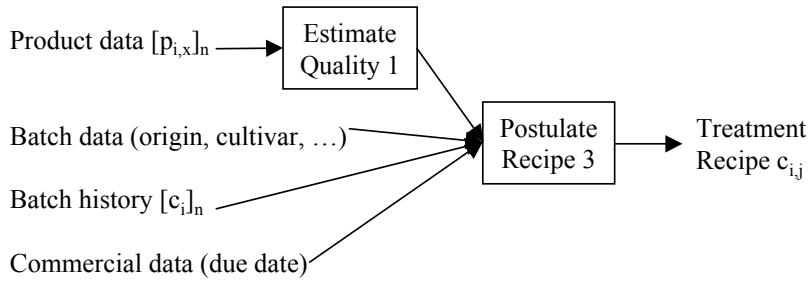 Product data [p_{i,x}]_n
Estimate
Quality 1
Batch data (origin, cultivar, …)
Postulate
Recipe 3
Treatment
Recipe c_{i,j}
Batch history [c_i]_n
Commercial data (due date)